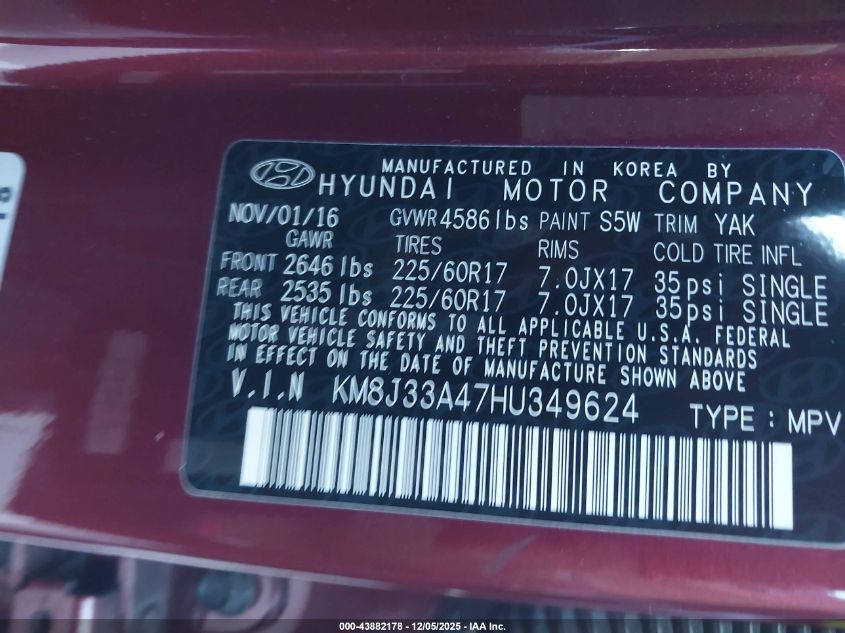 MANUFACTURED IN KOREA BY
HYUNDAI MOTOR COMPANY
NOV/01/16 GVWR 4586 lbs PAINT S5W TRIM YAK
GAWR TIRES RIMS COLD TIRE INFL
FRONT 2646 lbs 225/60R17 7.0JX17 35psi SINGLE
REAR 2535 lbs 225/60R17 7.0JX17 35psi SINGLE
THIS VEHICLE CONFORMS TO ALL APPLICABLE U.S.A. FEDERAL
MOTOR VEHICLE SAFETY AND THEFT PREVENTION STANDARDS
IN EFFECT ON THE DATE OF MANUFACTURE SHOWN ABOVE
V.I.N KM8J33A47HU349624 TYPE : MPV
000-43882178 - 12/05/2025 - IAA Inc.